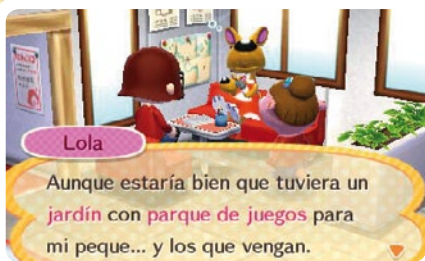 Lola
Aunque estaría bien que tuviera un
jardín con parque de juegos para
mi peque... y los que vengan.